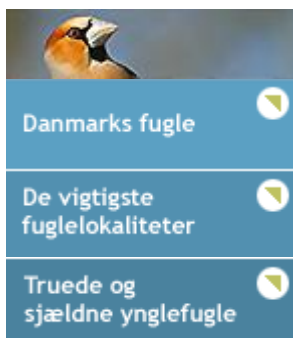 Danmarks fugle
De vigtigste
fuglelokaliteter
Truede og
sjældne ynglefugle